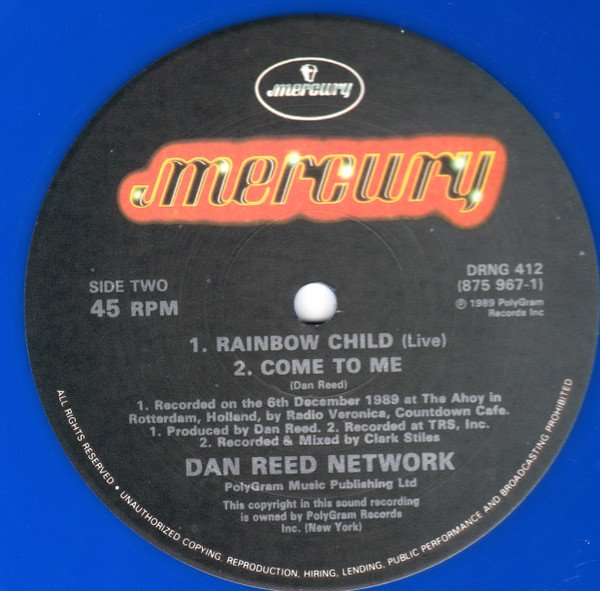 mercury
mercury
SIDE TWO
45 RPM
DRNG 412
(875 967-1)
℗ 1989 PolyGram
Records Inc
1. RAINBOW CHILD (Live)
2. COME TO ME
(Dan Reed)
1. Recorded on the 6th December 1989 at The Ahoy in
Rotterdam, Holland, by Radio Veronica, Countdown Cafe.
1. Produced by Dan Reed. 2. Recorded at TRS, Inc.
2. Recorded & Mixed by Clark Stiles
DAN REED NETWORK
PolyGram Music Publishing Ltd
This copyright in this sound recording
is owned by PolyGram Records
Inc. (New York)
ALL RIGHTS RESERVED • UNAUTHORIZED COPYING, REPRODUCTION, HIRING, LENDING, PUBLIC PERFORMANCE AND BROADCASTING PROHIBITED